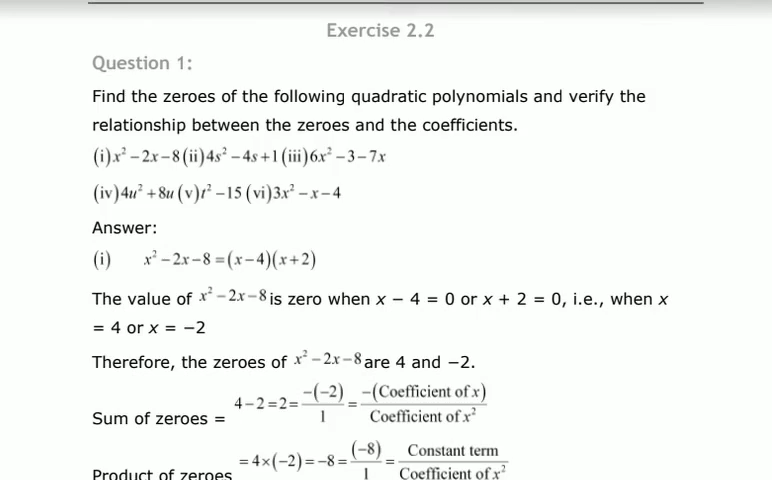 Exercise 2.2
Question 1:
Find the zeroes of the following quadratic polynomials and verify the
relationship between the zeroes and the coefficients.
(i)x² − 2x − 8 (ii)4s² − 4s + 1 (iii)6x² − 3 − 7x
(iv)4u² + 8u (v)t² − 15 (vi)3x² − x − 4
Answer:
(i) x² − 2x − 8 = (x − 4)(x + 2)
The value of x² − 2x − 8 is zero when x − 4 = 0 or x + 2 = 0, i.e., when x
= 4 or x = −2
Therefore, the zeroes of x² − 2x − 8 are 4 and −2.
Sum of zeroes = 4 − 2 = 2 = −(−2)/1 = −(Coefficient of x)/Coefficient of x²
Product of zeroes = 4×(−2) = −8 = (−8)/1 = Constant term/Coefficient of x²